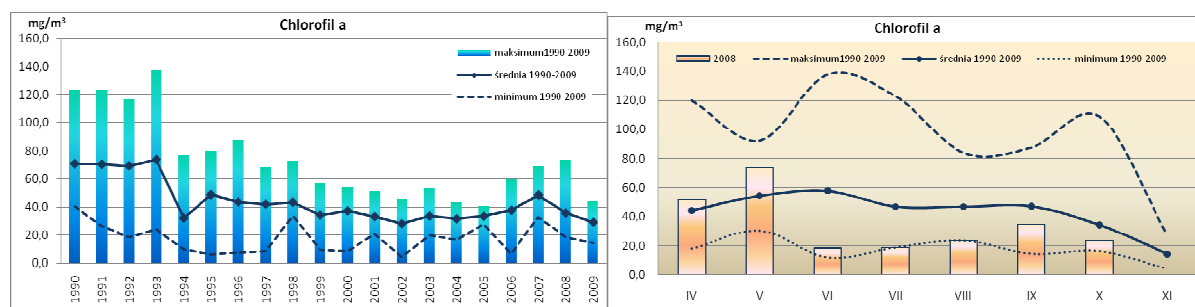 mg/m³
Chlorofil a
160,0
140,0
120,0
100,0
80,0
60,0
40,0
20,0
0,0
maksimum1990-2009
średnia 1990-2009
minimum 1990-2009
1990 1991 1992 1993 1994 1995 1996 1997 1998 1999 2000 2001 2002 2003 2004 2005 2006 2007 2008 2009
mg/m³
Chlorofil a
160,0
140,0
120,0
100,0
80,0
60,0
40,0
20,0
0,0
2008 maksimum1990-2009 średnia 1990-2009 minimum 1990-2009
IV V VI VII VIII IX X XI